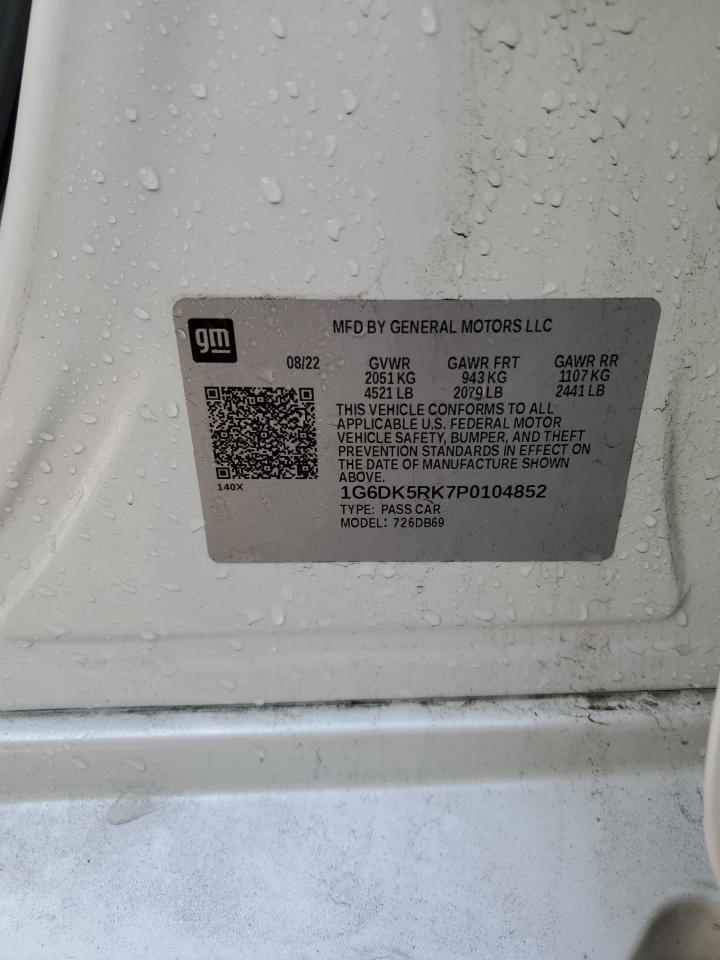 gm
MFD BY GENERAL MOTORS LLC
08/22 GVWR GAWR FRT GAWR RR
2051 KG 943 KG 1107 KG
4521 LB 2079 LB 2441 LB
THIS VEHICLE CONFORMS TO ALL
APPLICABLE U.S. FEDERAL MOTOR
VEHICLE SAFETY, BUMPER, AND THEFT
PREVENTION STANDARDS IN EFFECT ON
THE DATE OF MANUFACTURE SHOWN
ABOVE.
140X
1G6DK5RK7P0104852
TYPE: PASS CAR
MODEL: 726DB69